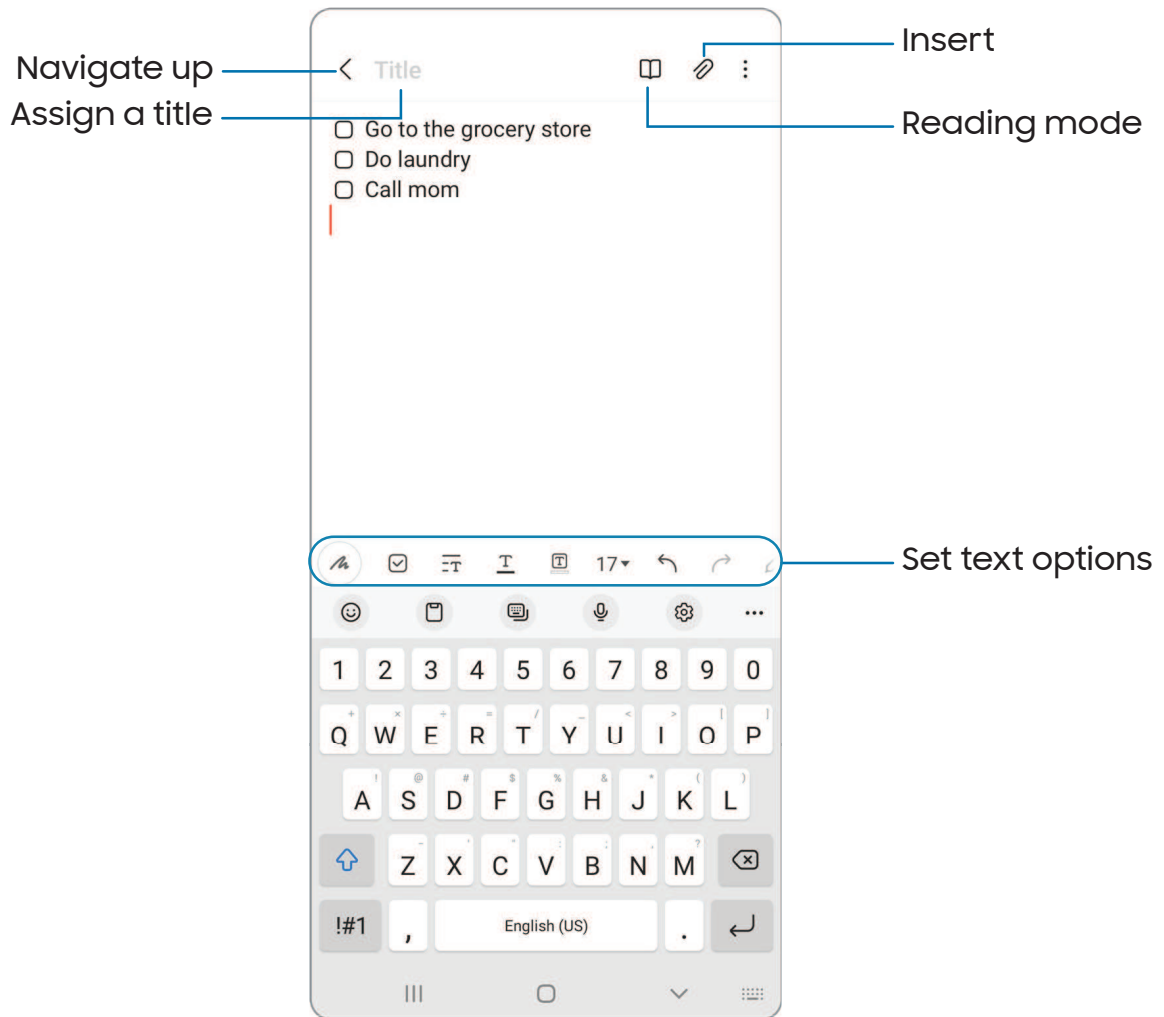 Insert
Navigate up
Title
Assign a title
Reading mode
Go to the grocery store
Do laundry
Call mom
17
Set text options
1 2 3 4 5 6 7 8 9 0
Q W E R T Y U I O P
A S D F G H J K L
Z X C V B N M
!#1 , English (US) .